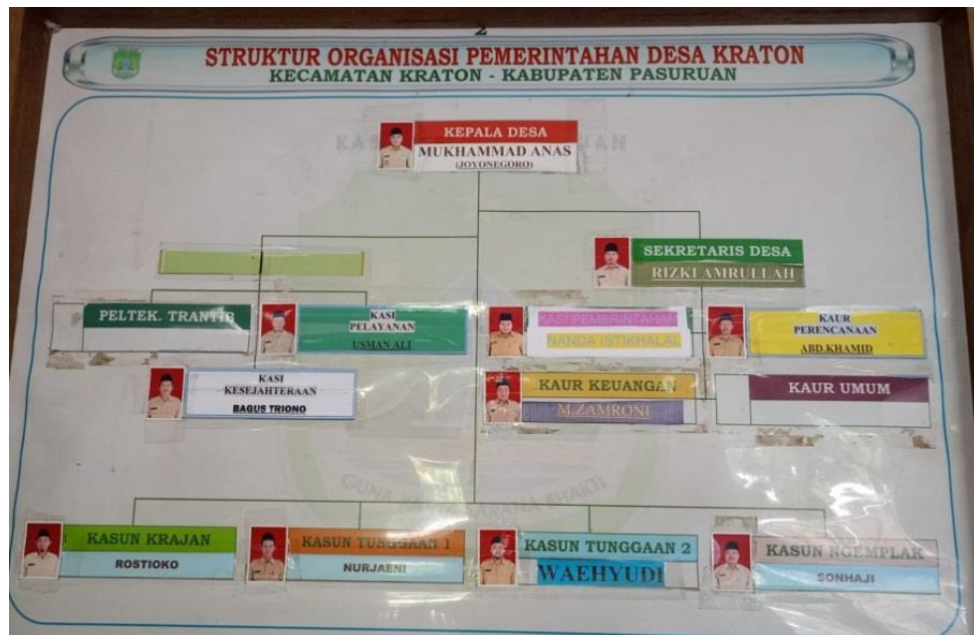 STRUKTUR ORGANISASI PEMERINTAHAN DESA KRATON
KECAMATAN KRATON - KABUPATEN PASURUAN
KEPALA DESA
MUKHAMMAD ANAS
(JOYONEGORO)
SEKRETARIS DESA
RIZKI AMRULLAH
PELTEK. TRANTIB
KASI
PELAYANAN
USMAN ALI
KASI PEMERINTAHAN
NANDA ISTIKHALAL
KAUR
PERENCANAAN
ABD.KHAMID
KASI
KESEJAHTERAAN
BAGUS TRIONO
KAUR KEUANGAN
M.ZAMRONI
KAUR UMUM
KASUN KRAJAN
ROSTIOKO
KASUN TUNGGAAN 1
NURJAENI
KASUN TUNGGAAN 2
WAEHYUDI
KASUN NGEMPLAK
SONHAJI